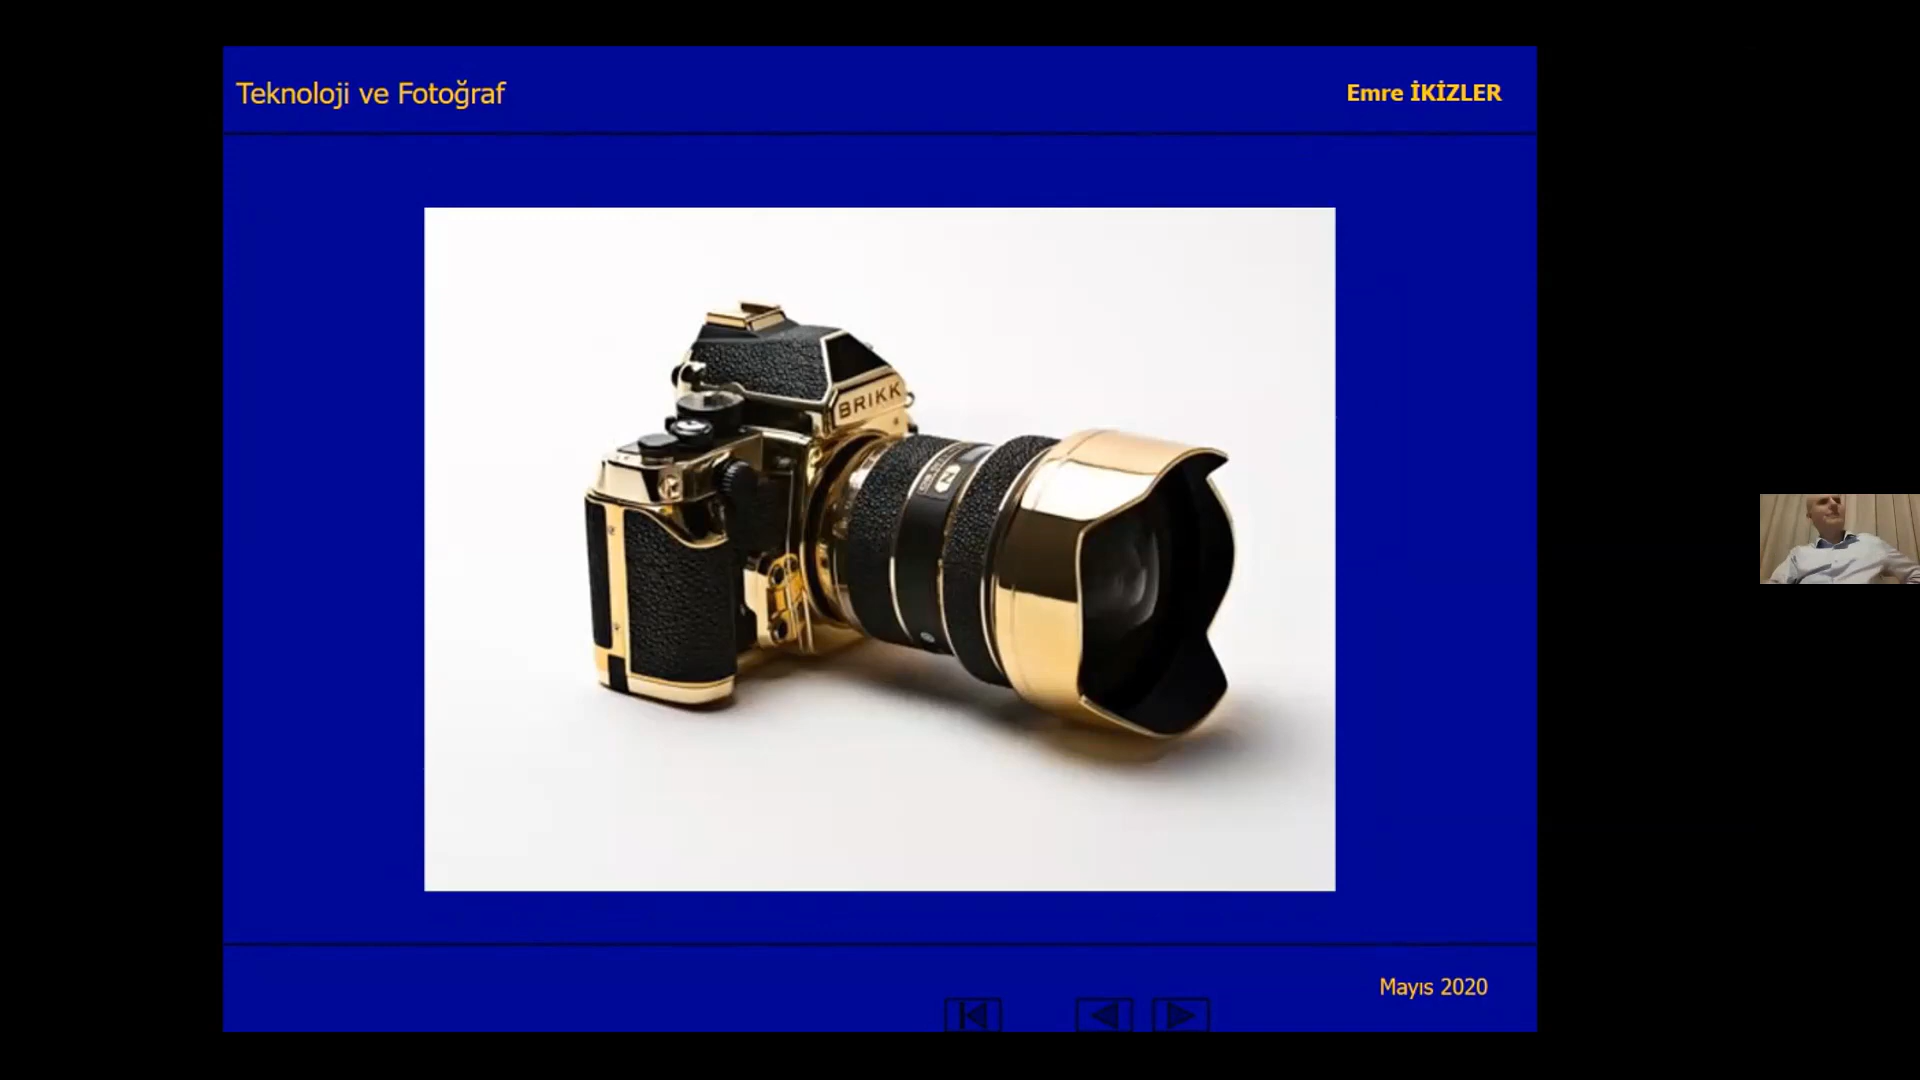 Teknoloji ve Fotoğraf
Emre İKİZLER
BRIKK
N
Mayıs 2020